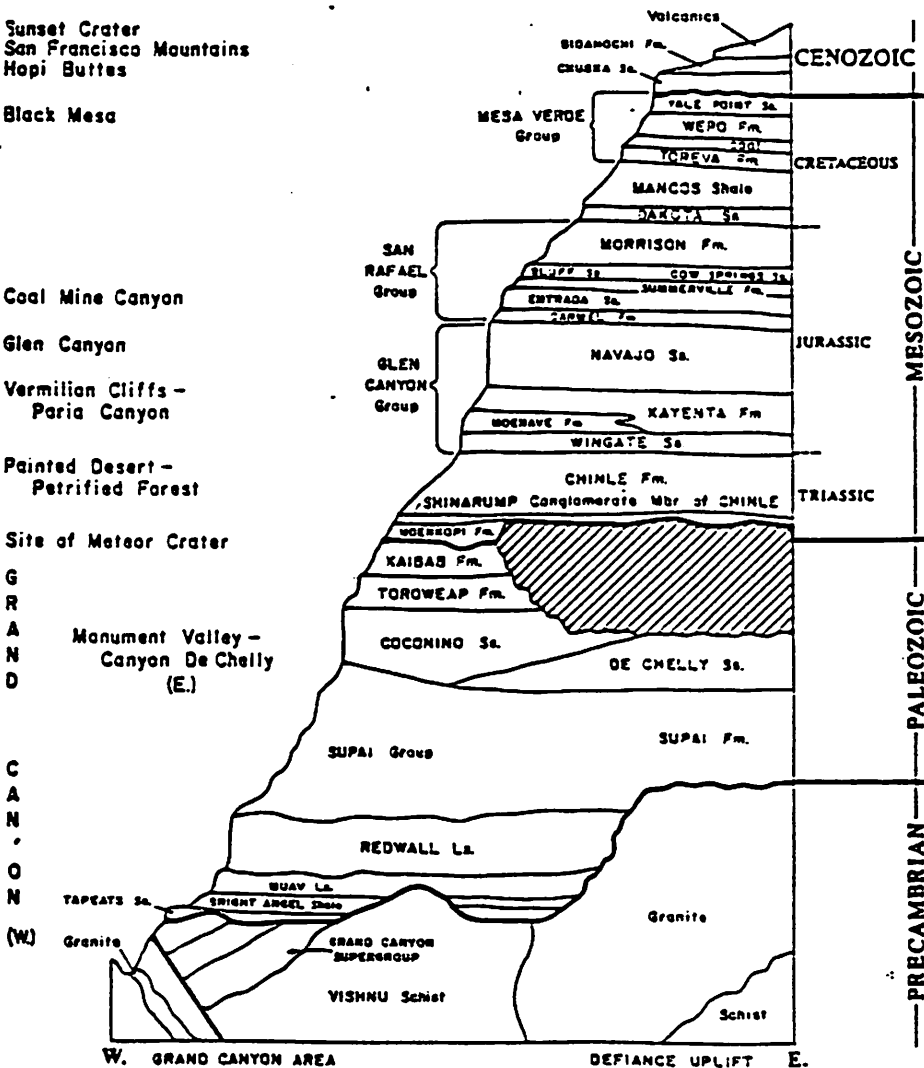 Sunset Crater
San Francisco Mountains
Hopi Buttes
Black Mesa
Coal Mine Canyon
Glen Canyon
Vermilian Cliffs –
Paria Canyon
Painted Desert –
Petrified Forest
Site of Meteor Crater
GRAND
CAN'ON
(W.)
Monument Valley –
Canyon De Chelly
(E.)
Volcanics
BIDAHOCHI Fm.
CHUSKA Ss.
MESA VERDE
Group
YALE POINT Ss.
WEPO Fm.
COAL
TOREVA Fm.
MANCOS Shale
DAKOTA Ss.
SAN
RAFAEL
Group
MORRISON Fm.
BLUFF Ss.
COW SPRINGS Ss.
SUMMERVILLE Fm.
ENTRADA Ss.
CARMEL Fm.
GLEN
CANYON
Group
NAVAJO Ss.
KAYENTA Fm
MOENAVE Fm.
WINGATE Ss.
CHINLE Fm.
SHINARUMP Conglomerate Mbr of CHINLE
MOENKOPI Fm.
KAIBAB Fm.
TOROWEAP Fm.
COCONINO Ss.
DE CHELLY Ss.
SUPAI Group
SUPAI Fm.
REDWALL Ls.
MUAV Ls.
BRIGHT ANGEL Shale
TAPEATS Ss.
Granite
GRAND CANYON
SUPERGROUP
VISHNU Schist
Granite
Schist
CENOZOIC
CRETACEOUS
JURASSIC
TRIASSIC
MESOZOIC
PALEOZOIC
PRECAMBRIAN
W. GRAND CANYON AREA DEFIANCE UPLIFT E.